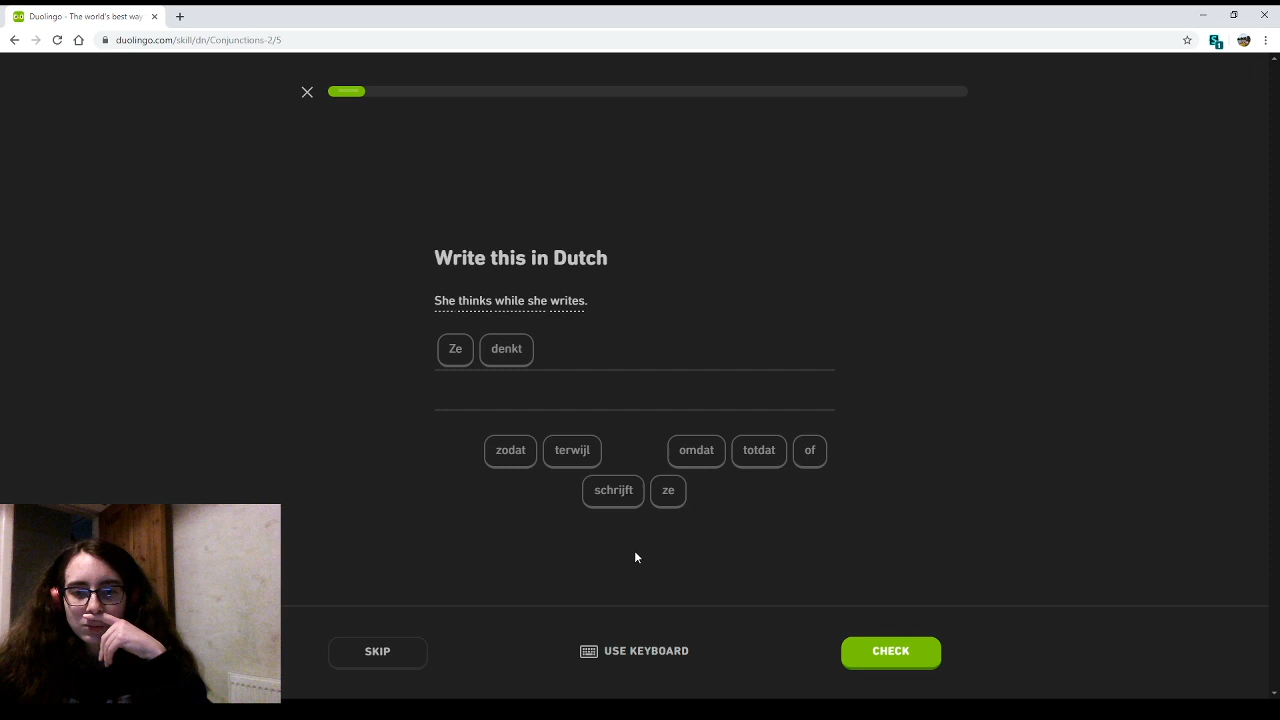 Duolingo - The world's best way
duolingo.com/skill/dn/Conjunctions-2/5
Write this in Dutch
She thinks while she writes.
Ze denkt
zodat terwijl omdat totdat of
schrijft ze
SKIP USE KEYBOARD CHECK